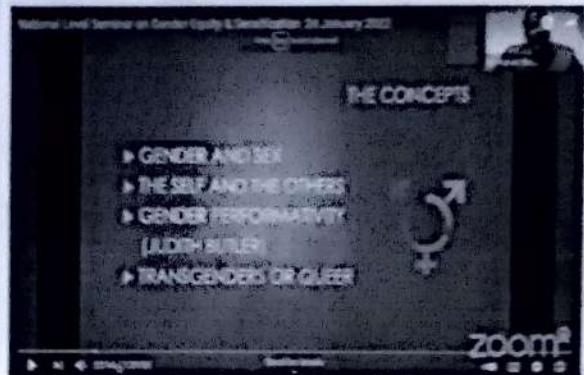 National Level Seminar on Gender Equity & Sensitization 24 January 2022
THE CONCEPTS
▶ GENDER AND SEX
▶ THE SELF AND THE OTHERS
▶ GENDER PERFORMATIVITY
(JUDITH BUTLER)
▶ TRANSGENDERS OR QUEER
zoom